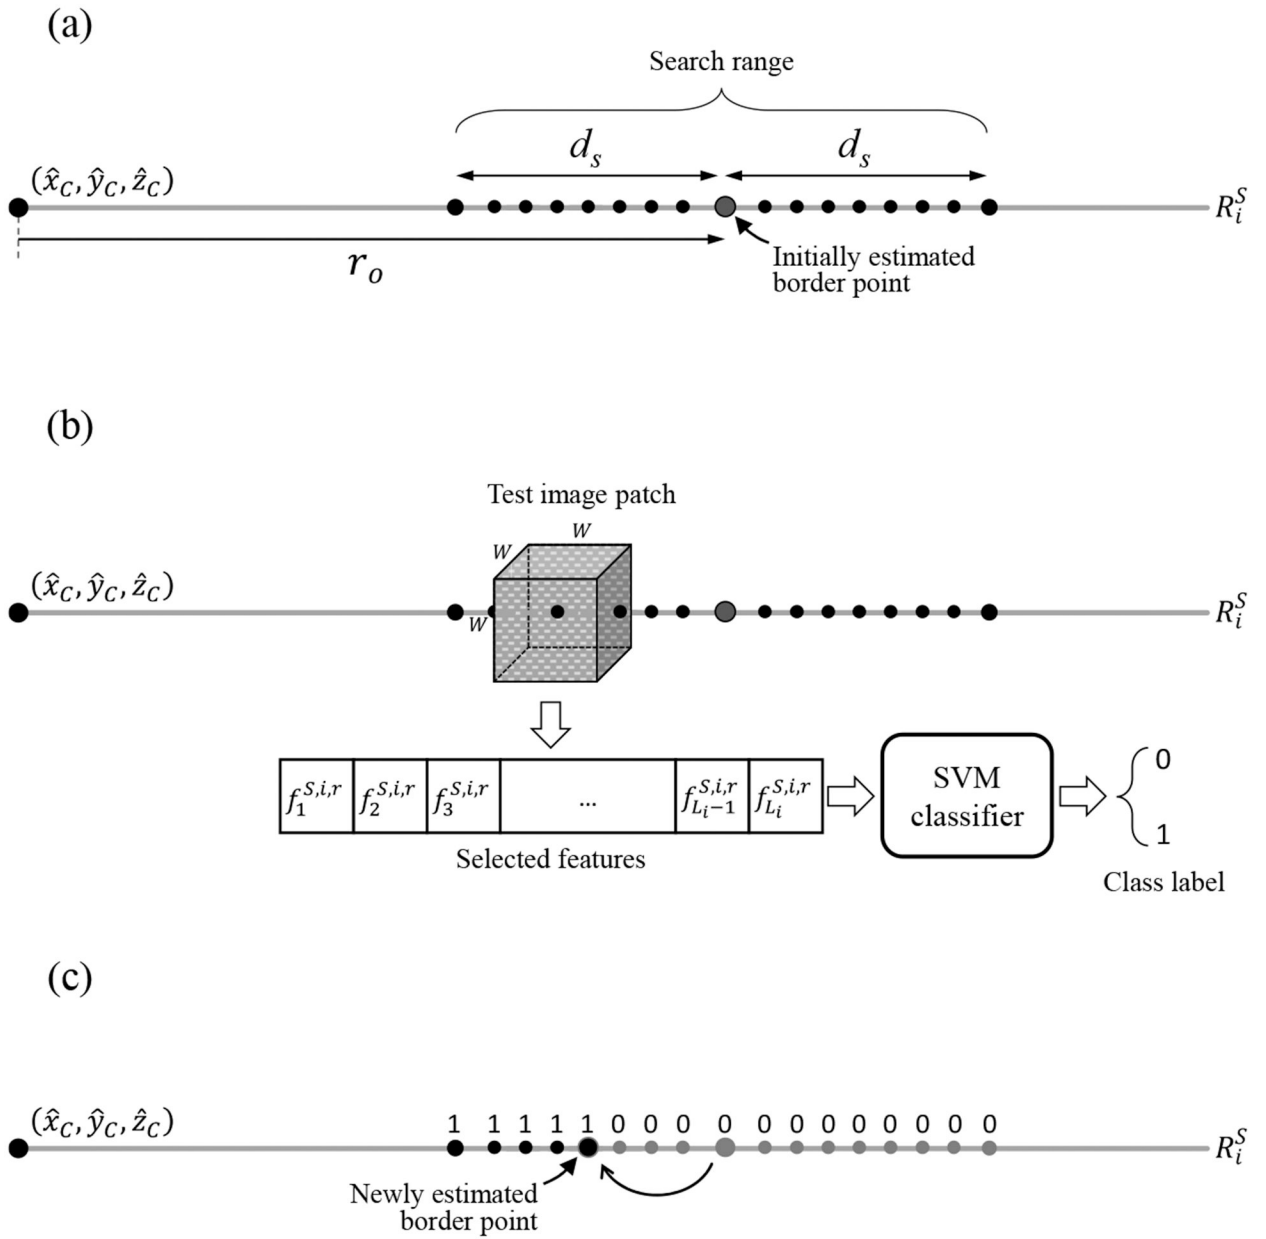 (a)
Search range
d_s d_s
(x̂_C, ŷ_C, ẑ_C) R_i^S
r_o
Initially estimated
border point
(b)
Test image patch
W
W
(x̂_C, ŷ_C, ẑ_C) R_i^S
W
f_1^{S,i,r} f_2^{S,i,r} f_3^{S,i,r} ... f_{L_i-1}^{S,i,r} f_{L_i}^{S,i,r}
Selected features
SVM
classifier
0
1
Class label
(c)
(x̂_C, ŷ_C, ẑ_C) 1 1 1 1 1 0 0 0 0 0 0 0 0 0 0 0 0 R_i^S
Newly estimated
border point